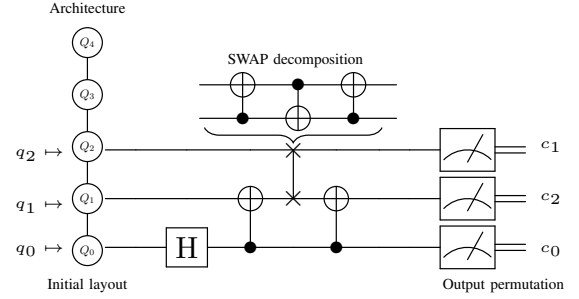 Architecture
Q4
SWAP decomposition
Q3
q2 ↦ Q2 c1
q1 ↦ Q1 c2
q0 ↦ Q0 H c0
Initial layout Output permutation